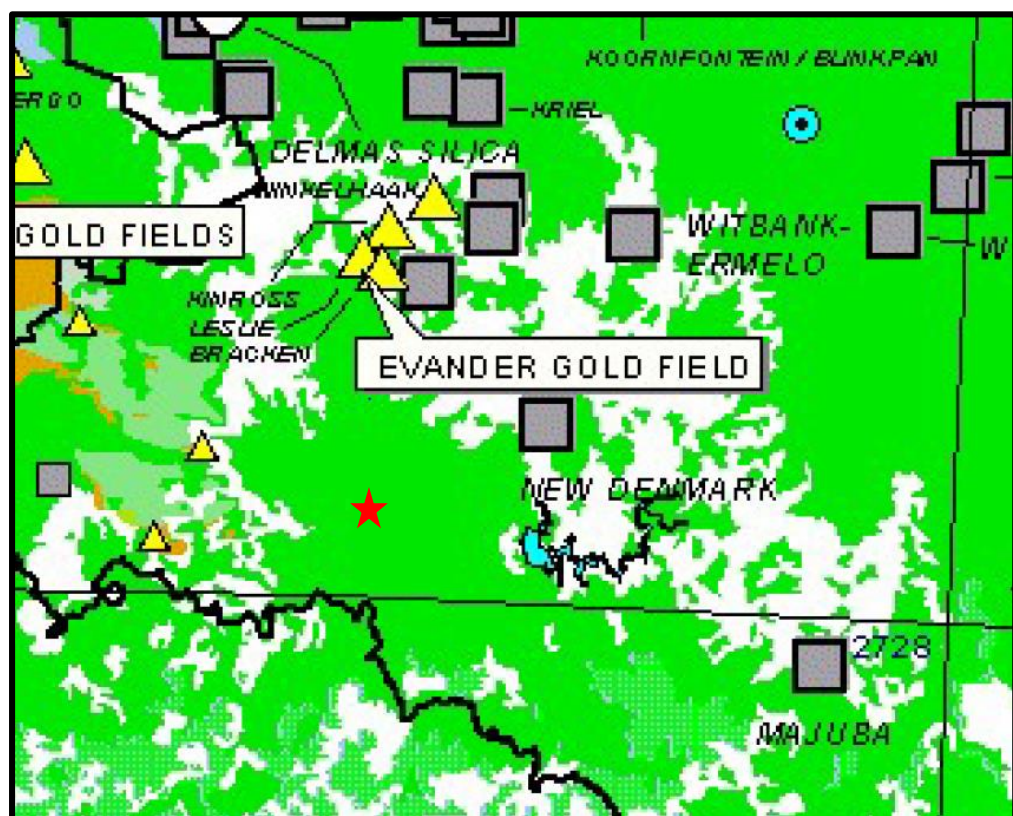 KOORNFONTEIN / BLINKPAN
ERGO
KRIEL
DELMAS SILICA
WINKELHAAK
GOLD FIELDS
WITBANK-
ERMELO
W
KINROSS
LESLIE
BRACKEN
EVANDER GOLD FIELD
NEW DENMARK
2728
MAJUBA